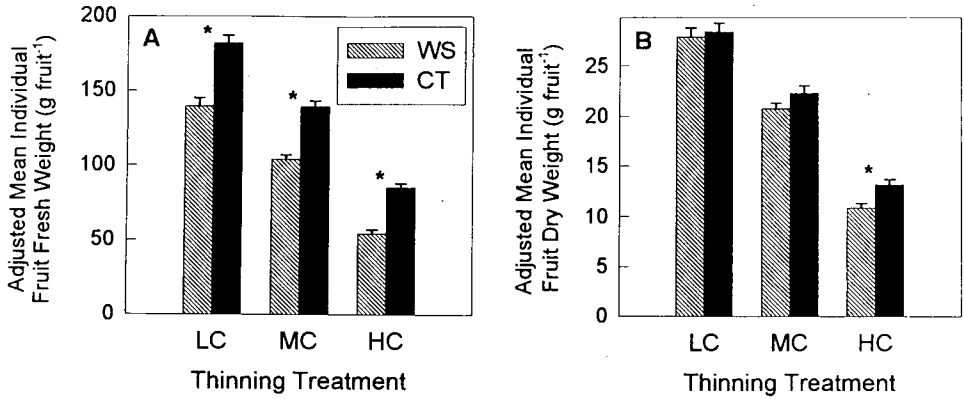 A
WS
CT
*
*
*
200
150
100
50
0
Adjusted Mean Individual
Fruit Fresh Weight (g fruit⁻¹)
LC MC HC
Thinning Treatment
B
*
25
20
15
10
5
0
Adjusted Mean Individual
Fruit Dry Weight (g fruit⁻¹)
LC MC HC
Thinning Treatment